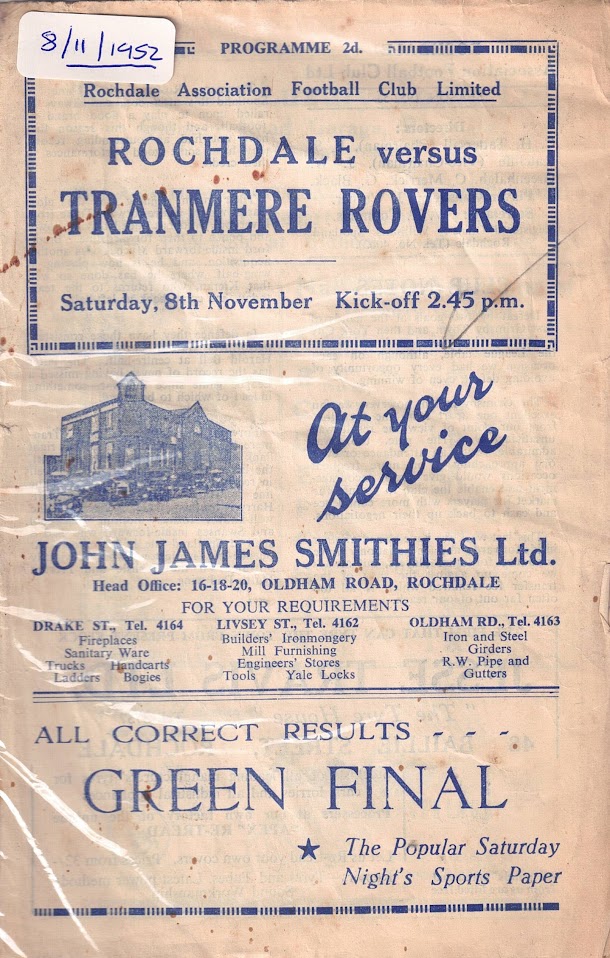 8/11/1952
PROGRAMME 2d.
Rochdale Association Football Club Limited
ROCHDALE versus
TRANMERE ROVERS
Saturday, 8th November Kick-off 2.45 p.m.
At your
service
JOHN JAMES SMITHIES Ltd.
Head Office: 16-18-20, OLDHAM ROAD, ROCHDALE
FOR YOUR REQUIREMENTS
DRAKE ST., Tel. 4164
Fireplaces
Sanitary Ware
Trucks Handcarts
Ladders Bogies
LIVSEY ST., Tel. 4162
Builders' Ironmongery
Mill Furnishing
Engineers' Stores
Tools Yale Locks
OLDHAM RD., Tel. 4163
Iron and Steel
Girders
R.W. Pipe and
Gutters
ALL CORRECT RESULTS - - -
GREEN FINAL
★ The Popular Saturday
Night's Sports Paper